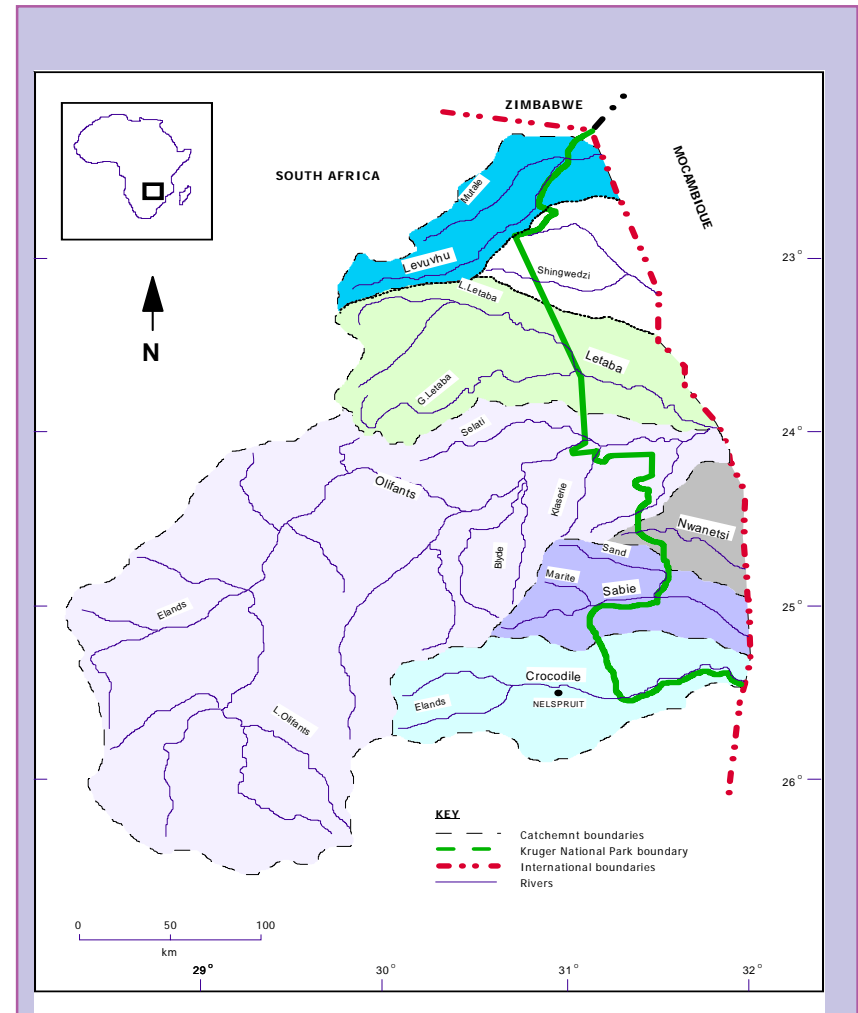 ZIMBABWE
SOUTH AFRICA
MOCAMBIQUE
Mutale
Levuvhu
23°
Shingwedzi
L.Letaba
N
Letaba
G.Letaba
24°
Selati
Olifants
Klaserie
Nwanetsi
Sand
Blyde
Marite
Sabie
Elands
25°
Crocodile
Elands
NELSPRUIT
L.Olifants
26°
KEY
Catchemnt boundaries
Kruger National Park boundary
International boundaries
Rivers
0 50 100
km
29° 30° 31° 32°